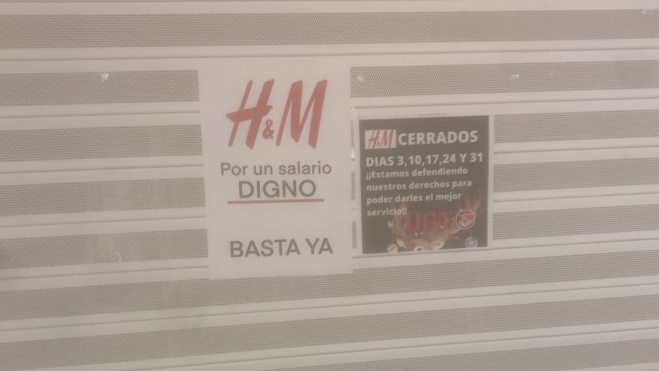 H&M
Por un salario
DIGNO
BASTA YA
H&M CERRADOS
DIAS 3,10,17,24 Y 31
¡¡Estamos defendiendo
nuestros derechos para
poder darles el mejor
servicio!!
UGT